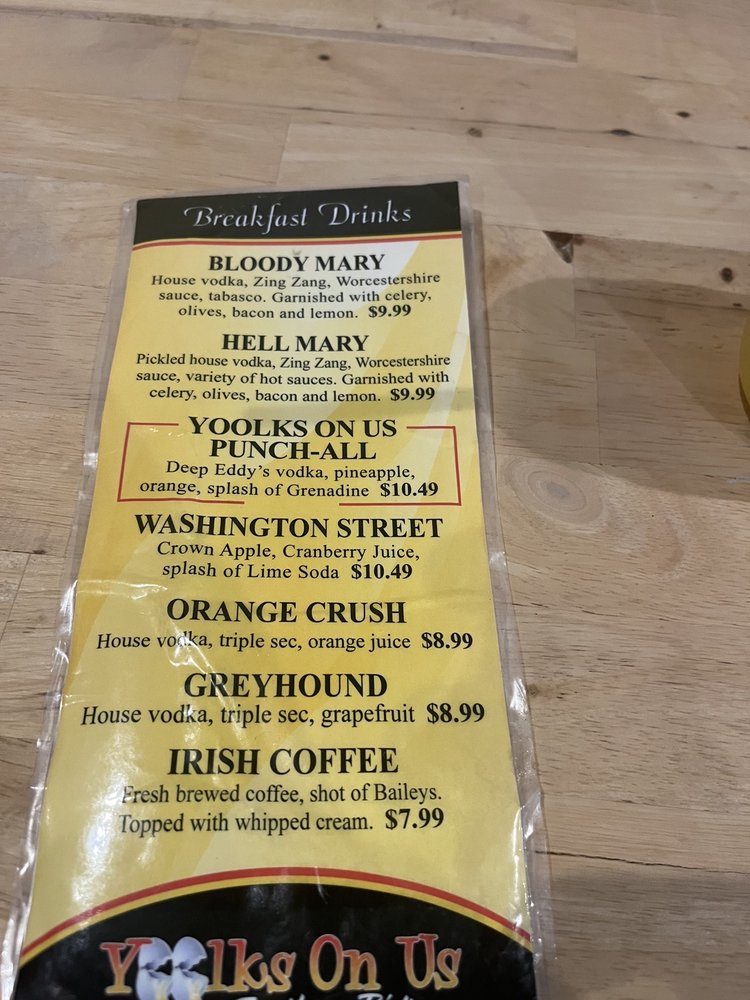 Breakfast Drinks
BLOODY MARY
House vodka, Zing Zang, Worcestershire
sauce, tabasco. Garnished with celery,
olives, bacon and lemon. $9.99
HELL MARY
Pickled house vodka, Zing Zang, Worcestershire
sauce, variety of hot sauces. Garnished with
celery, olives, bacon and lemon. $9.99
YOOLKS ON US
PUNCH-ALL
Deep Eddy's vodka, pineapple,
orange, splash of Grenadine $10.49
WASHINGTON STREET
Crown Apple, Cranberry Juice,
splash of Lime Soda $10.49
ORANGE CRUSH
House vodka, triple sec, orange juice $8.99
GREYHOUND
House vodka, triple sec, grapefruit $8.99
IRISH COFFEE
Fresh brewed coffee, shot of Baileys.
Topped with whipped cream. $7.99
Yoolks On Us